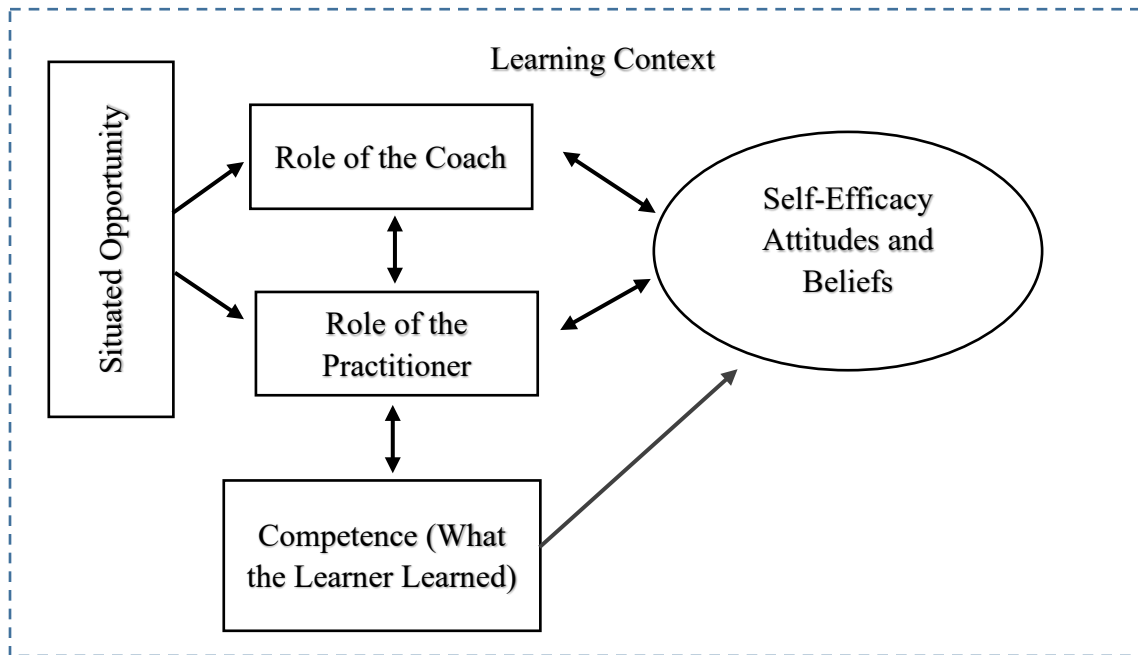 Learning Context
Situated Opportunity
Role of the Coach
Self-Efficacy
Attitudes and
Beliefs
Role of the
Practitioner
Competence (What
the Learner Learned)